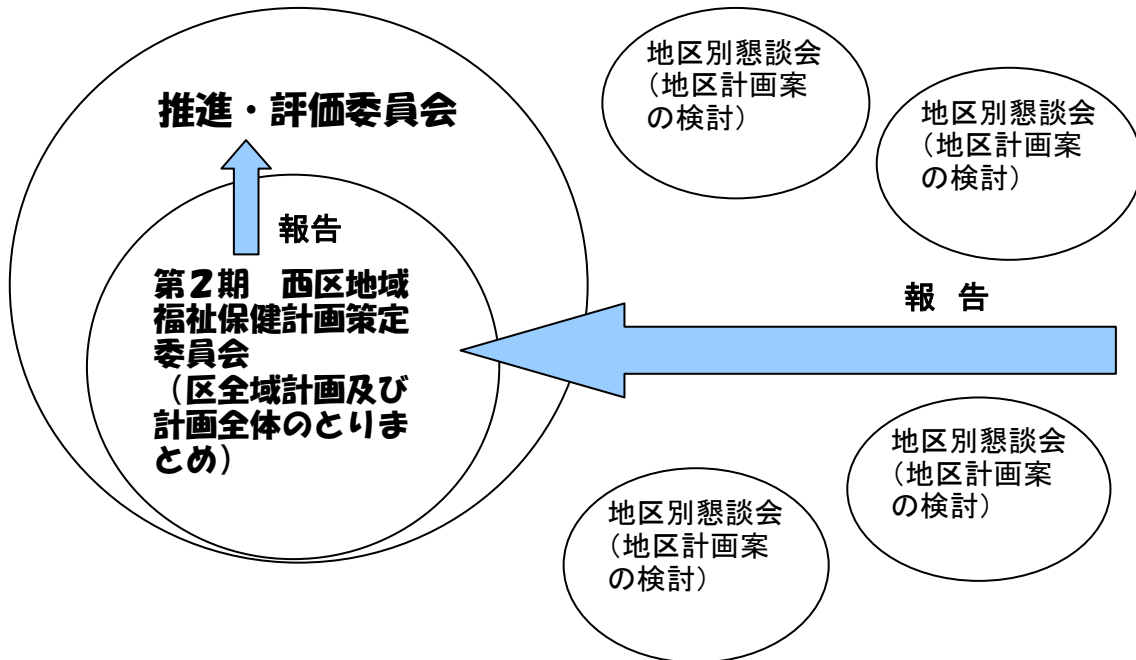 推進・評価委員会
報告
第２期　西区地域
福祉保健計画策定
委員会
（区全域計画及び
計画全体のとりま
とめ）
地区別懇談会
（地区計画案
の検討）
地区別懇談会
（地区計画案
の検討）
報　告
地区別懇談会
（地区計画案
の検討）
地区別懇談会
（地区計画案
の検討）